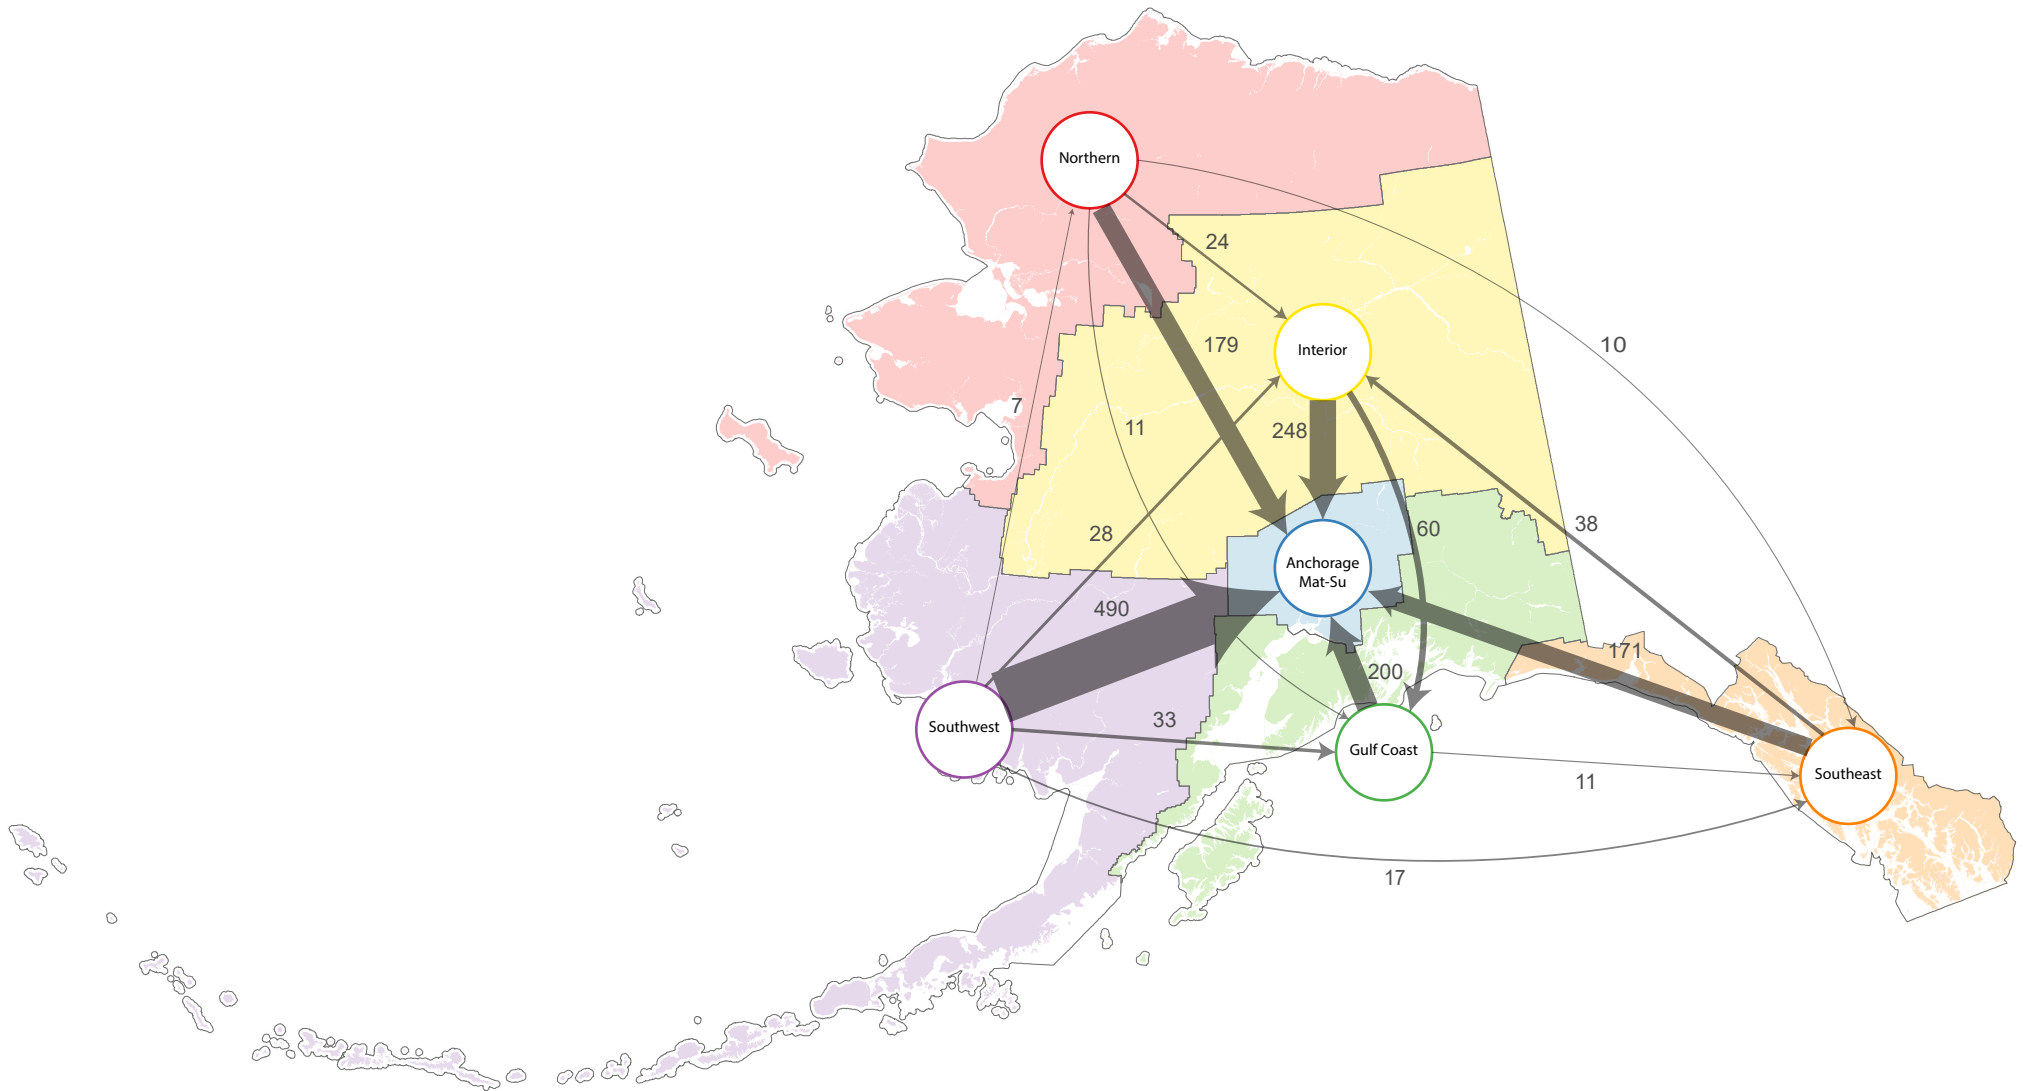 Northern
24
179
Interior
10
7
11
248
28
60
38
Anchorage
Mat-Su
490
171
200
33
Southwest
Gulf Coast
11
Southeast
17